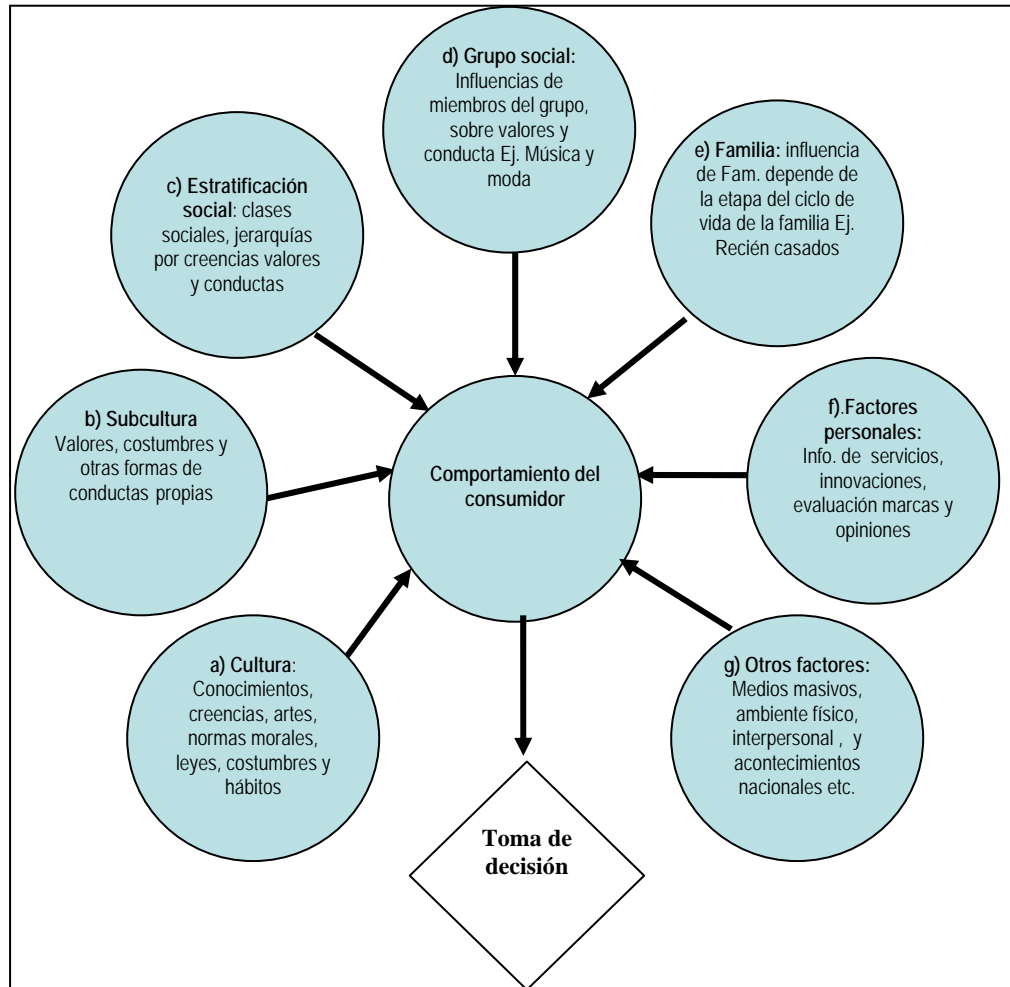 d) Grupo social:
Influencias de
miembros del grupo,
sobre valores y
conducta Ej. Música y
moda
c) Estratificación
social: clases
sociales, jerarquías
por creencias valores
y conductas
e) Familia: influencia
de Fam. depende de
la etapa del ciclo de
vida de la familia Ej.
Recién casados
b) Subcultura
Valores, costumbres y
otras formas de
conductas propias
Comportamiento del
consumidor
f).Factores
personales:
Info. de servicios,
innovaciones,
evaluación marcas y
opiniones
a) Cultura:
Conocimientos,
creencias, artes,
normas morales,
leyes, costumbres y
hábitos
g) Otros factores:
Medios masivos,
ambiente físico,
interpersonal , y
acontecimientos
nacionales etc.
Toma de
decisión